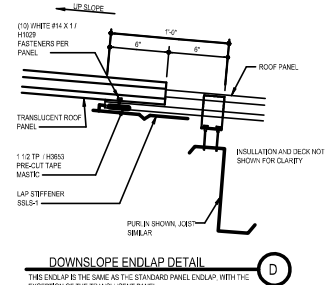 UP SLOPE
(10) WHITE #14 X 1 /
H1029
FASTENERS PER
PANEL
1'-0"
6"
6"
ROOF PANEL
TRANSLUCENT ROOF
PANEL
1 1/2 TP / H3653
PRE-CUT TAPE
MASTIC
LAP STIFFENER
SSLS-1
INSULATION AND DECK NOT
SHOWN FOR CLARITY
PURLIN SHOWN, JOIST
SIMILAR
DOWNSLOPE ENDLAP DETAIL
D
THIS ENDLAP IS THE SAME AS THE STANDARD PANEL ENDLAP, WITH THE